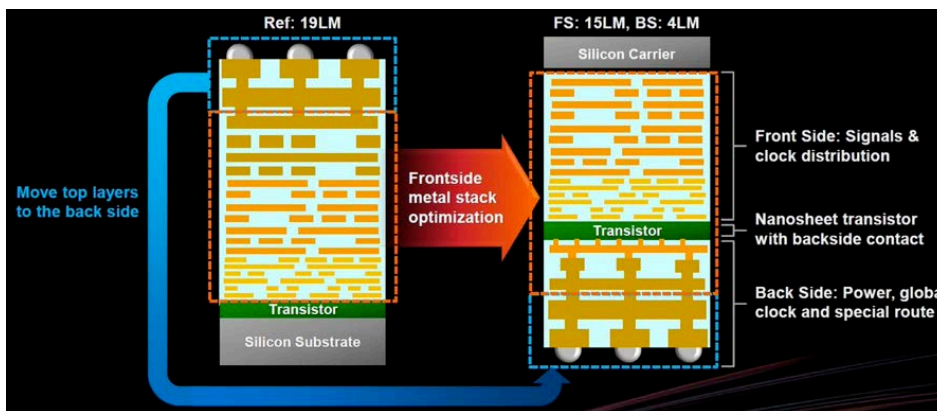 Ref: 19LM
FS: 15LM, BS: 4LM
Silicon Carrier
Move top layers
to the back side
Frontside
metal stack
optimization
Front Side: Signals &
clock distribution
Transistor
Nanosheet transistor
with backside contact
Back Side: Power, globa
clock and special route
Transistor
Silicon Substrate